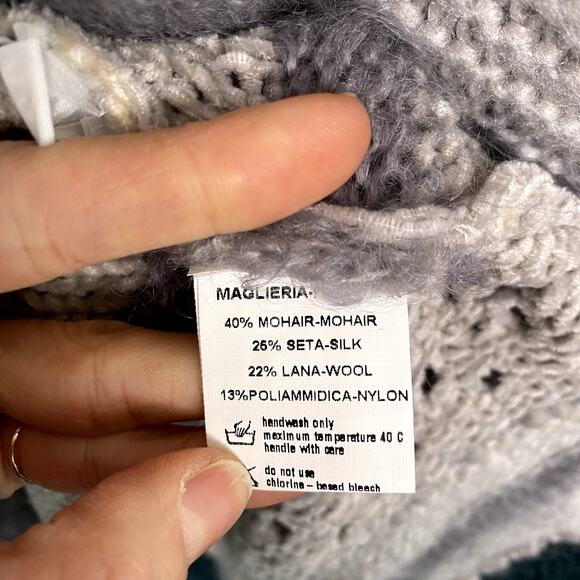 MAGLIERIA-
40% MOHAIR-MOHAIR
25% SETA-SILK
22% LANA-WOOL
13%POLIAMMIDICA-NYLON
handwash only
maximum temperature 40 C
handle with care
do not use
chlorine - based bleach